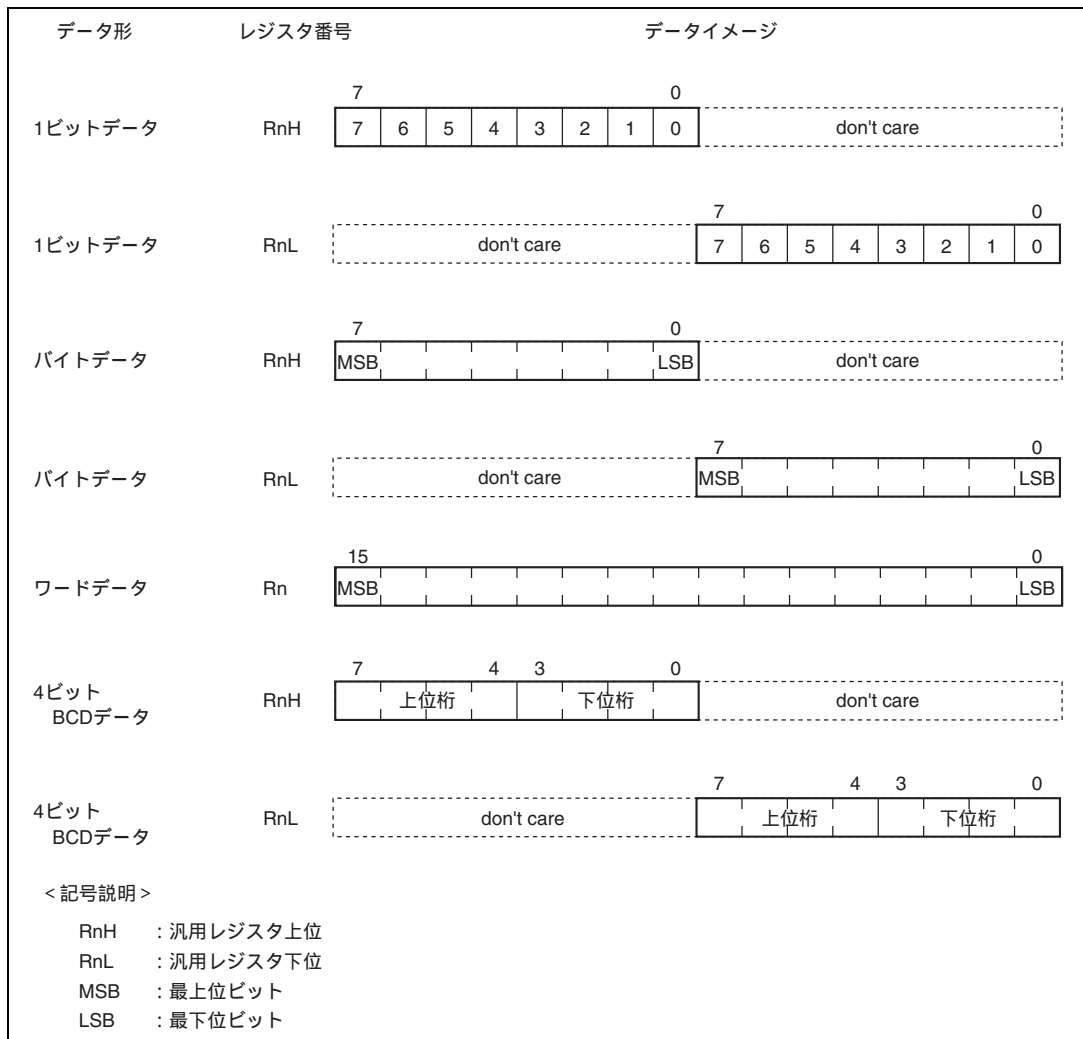 データ形 レジスタ番号 データイメージ
7 0
1ビットデータ RnH 7 6 5 4 3 2 1 0 don't care
7 0
1ビットデータ RnL don't care 7 6 5 4 3 2 1 0
7 0
バイトデータ RnH MSB LSB don't care
7 0
バイトデータ RnL don't care MSB LSB
15 0
ワードデータ Rn MSB LSB
7 4 3 0
4ビット
BCDデータ RnH 上位桁 下位桁 don't care
7 4 3 0
4ビット
BCDデータ RnL don't care 上位桁 下位桁
<記号説明>
RnH :汎用レジスタ上位
RnL :汎用レジスタ下位
MSB :最上位ビット
LSB :最下位ビット